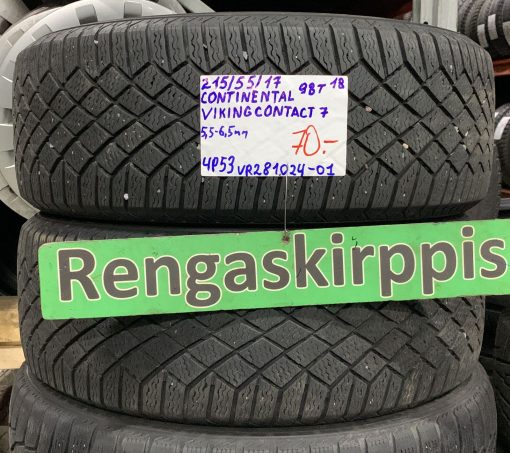 215/55/17 98T 18
CONTINENTAL
VIKINGCONTACT 7
5,5-6,5mm
70.-
4P53 VR281024-01
Rengaskirppis